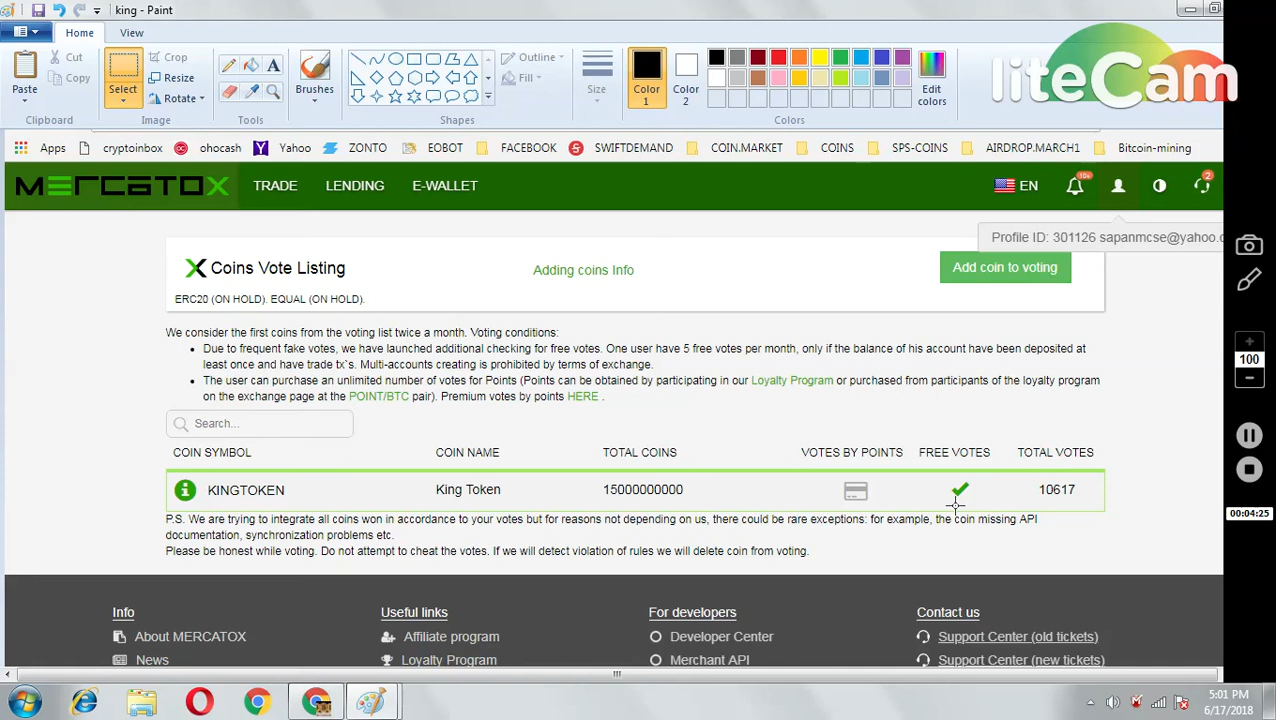 king - Paint
Home View
Paste
Cut
Copy
Clipboard
Select
Crop
Resize
Rotate
Image
A
Tools
Brushes
Shapes
Outline
Fill
Size
Color 1
Color 2
Edit colors
Colors
liteCam
Apps cryptoinbox ohocash Yahoo ZONTO EOBOT FACEBOOK SWIFTDEMAND COIN.MARKET COINS SPS-COINS AIRDROP.MARCH1 Bitcoin-mining
MERCATOX TRADE LENDING E-WALLET EN 10+ 2
Profile ID: 301126 sapanmcse@yahoo.c
X Coins Vote Listing Adding coins Info Add coin to voting
ERC20 (ON HOLD). EQUAL (ON HOLD).
We consider the first coins from the voting list twice a month. Voting conditions:
• Due to frequent fake votes, we have launched additional checking for free votes. One user have 5 free votes per month, only if the balance of his account have been deposited at
least once and have trade tx`s. Multi-accounts creating is prohibited by terms of exchange.
• The user can purchase an unlimited number of votes for Points (Points can be obtained by participating in our Loyalty Program or purchased from participants of the loyalty program
on the exchange page at the POINT/BTC pair). Premium votes by points HERE .
Search...
COIN SYMBOL COIN NAME TOTAL COINS VOTES BY POINTS FREE VOTES TOTAL VOTES
KINGTOKEN King Token 15000000000 10617
P.S. We are trying to integrate all coins won in accordance to your votes but for reasons not depending on us, there could be rare exceptions: for example, the coin missing API
documentation, synchronization problems etc.
Please be honest while voting. Do not attempt to cheat the votes. If we will detect violation of rules we will delete coin from voting.
Info Useful links For developers Contact us
About MERCATOX Affiliate program Developer Center Support Center (old tickets)
News Loyalty Program Merchant API Support Center (new tickets)
100
00:04:25
5:01 PM
6/17/2018